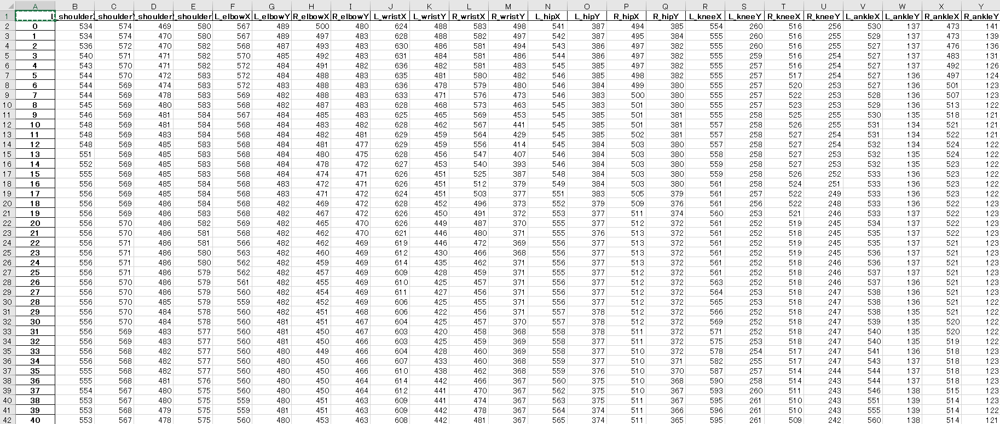 A B C D E F G H I J K L M N O P Q R S T U V W X Y
1 _shoulder _shoulder _shoulder _shoulder L_elbowX L_elbowY R_elbowX R_elbowY L_wristX L_wristY R_wristX R_wristY L_hipX L_hipY R_hipX R_hipY L_kneeX L_kneeY R_kneeX R_kneeY L_ankleX L_ankleY R_ankleX R_ankleY
2 0 534 574 469 580 567 489 500 480 624 488 583 498 541 387 494 385 554 260 516 256 530 137 473 141
3 1 534 574 470 580 567 489 497 483 628 488 582 497 542 387 495 384 555 260 516 255 529 137 473 139
4 2 536 572 470 582 568 487 493 483 630 486 581 494 543 386 497 382 555 260 516 255 527 137 476 136
5 3 540 571 471 582 570 485 492 483 631 484 581 486 544 386 497 382 555 259 516 254 527 137 483 131
6 4 543 570 471 582 572 484 491 482 636 482 581 483 545 385 497 382 555 257 516 254 527 137 492 126
7 5 544 570 472 583 572 484 488 483 635 481 580 482 546 385 498 382 555 257 517 254 527 136 497 124
8 6 544 569 474 583 572 483 488 483 636 478 579 480 546 384 499 380 555 257 520 253 527 136 501 123
9 7 544 569 478 583 569 482 488 483 633 471 576 473 546 383 500 380 555 257 522 253 528 136 507 123
10 8 545 569 480 583 568 482 487 483 628 468 573 463 545 383 501 380 555 257 523 253 529 136 513 122
11 9 546 569 481 584 567 484 485 483 625 465 569 453 545 385 501 381 555 258 525 255 530 135 518 121
12 10 548 569 481 584 568 484 483 482 628 462 567 441 545 385 501 381 557 258 526 255 531 134 521 121
13 11 548 569 483 584 568 484 482 481 629 459 564 429 545 385 502 381 557 258 527 254 531 134 522 121
14 12 548 569 485 583 568 484 481 477 629 459 556 414 545 384 503 380 557 258 527 254 532 134 524 122
15 13 551 569 485 583 568 484 480 475 628 456 547 407 546 384 503 380 558 258 527 253 532 135 524 122
16 14 552 569 485 583 568 484 478 472 627 453 540 393 546 384 503 380 559 258 527 253 532 135 523 122
17 15 555 569 485 583 568 484 474 471 626 451 525 387 548 384 503 380 559 258 526 252 533 136 523 122
18 16 556 569 485 584 568 483 472 471 626 451 512 379 549 384 503 380 561 258 524 251 533 136 523 122
19 17 556 569 485 584 568 483 471 472 624 451 503 377 551 383 505 379 561 257 522 249 533 136 523 122
20 18 556 569 486 584 568 482 469 472 628 452 496 373 552 379 509 376 561 256 522 248 533 136 522 123
21 19 556 569 486 583 568 482 467 472 626 450 491 372 553 377 511 374 560 253 521 246 533 137 522 123
22 20 556 570 486 582 569 482 465 470 626 449 487 370 555 377 512 372 561 252 519 245 534 137 522 123
23 21 556 570 486 581 568 482 462 470 621 446 480 371 555 376 513 372 561 252 518 245 535 137 522 123
24 22 556 571 486 581 566 482 462 469 619 446 472 369 556 377 513 372 561 252 519 245 535 137 521 123
25 23 556 571 486 580 563 482 460 469 612 430 466 368 556 377 513 372 561 252 519 245 536 137 521 123
26 24 556 571 486 580 562 482 459 469 614 435 462 371 556 377 513 372 561 252 518 246 536 137 521 123
27 25 556 571 486 579 562 482 457 469 609 428 459 371 555 377 512 372 561 252 518 246 537 137 521 123
28 26 556 570 486 579 561 482 455 469 610 425 457 371 556 377 512 372 563 252 518 246 537 136 521 123
29 27 556 570 486 579 560 482 454 469 611 427 456 371 556 377 512 372 564 253 518 247 538 136 521 123
30 28 556 570 485 579 559 482 452 469 606 425 455 371 556 377 512 372 565 253 518 247 538 136 521 122
31 29 556 570 484 578 560 482 451 468 606 422 456 371 557 378 512 372 566 252 518 247 538 135 521 122
32 30 556 570 484 578 560 481 451 467 604 425 457 370 557 378 512 372 569 252 518 247 539 135 520 122
33 31 556 569 483 577 560 481 450 467 603 420 458 368 558 378 511 372 571 252 518 247 540 135 520 122
34 32 556 569 483 577 560 481 450 466 603 425 459 369 558 377 511 372 575 253 518 247 540 135 519 122
35 33 556 568 482 577 560 480 449 466 604 428 460 369 558 377 510 372 578 254 517 247 541 136 518 123
36 34 556 568 482 577 560 480 450 466 607 433 460 368 559 377 510 371 582 255 517 247 543 137 518 123
37 35 555 568 482 577 560 480 450 466 610 438 462 368 559 376 510 370 587 257 514 244 544 137 518 123
38 36 555 568 481 576 560 480 450 464 614 442 466 367 560 375 510 368 590 258 514 243 544 137 518 123
39 37 554 567 480 575 560 480 450 464 612 441 470 367 562 375 510 367 593 260 511 243 546 138 515 123
40 38 553 567 480 575 559 480 451 463 609 441 474 367 563 375 511 367 595 261 510 243 551 139 514 123
41 39 553 568 479 575 559 481 451 463 609 442 478 367 564 374 511 366 596 261 510 243 555 139 514 122
42 40 553 567 478 575 560 480 453 463 608 442 481 367 565 374 511 365 595 261 509 242 560 138 514 121